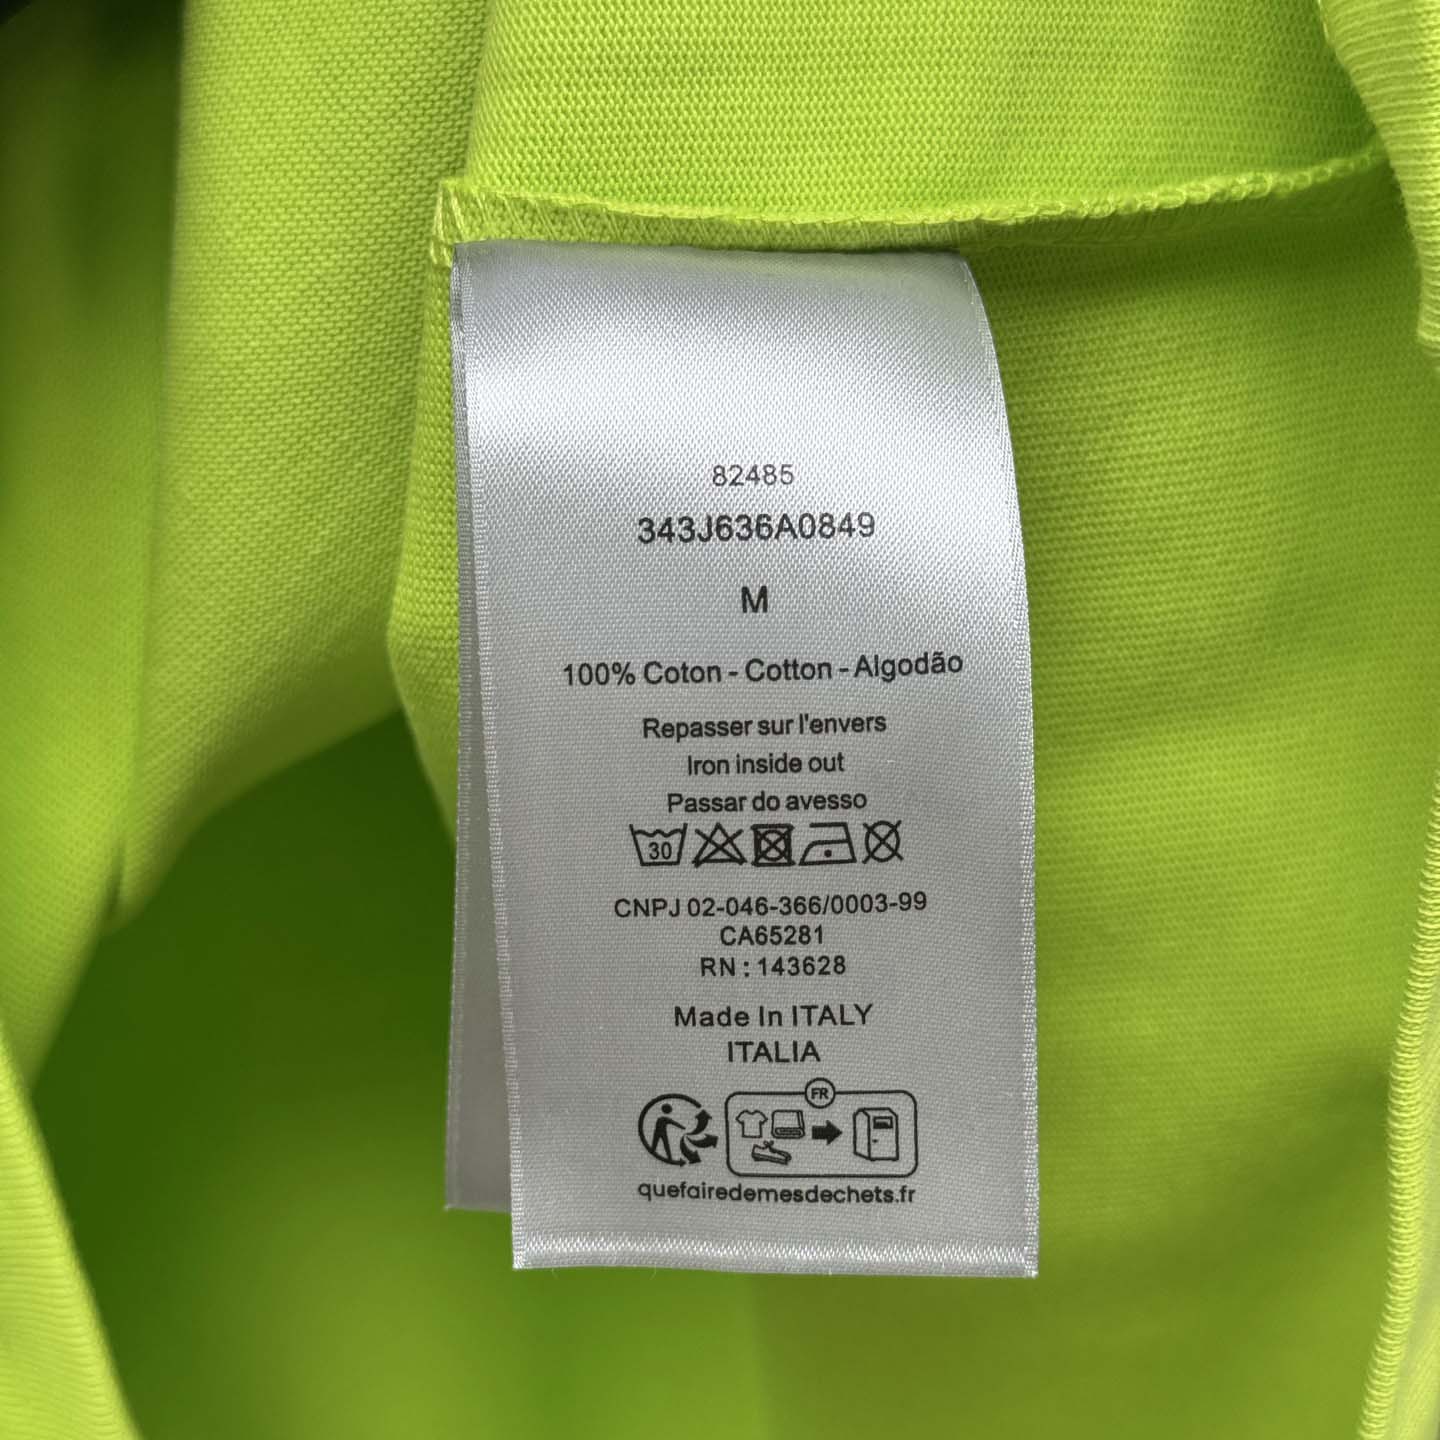 82485
343J636A0849
M
100% Coton - Cotton - Algodão
Repasser sur l'envers
Iron inside out
Passar do avesso
30
CNPJ 02-046-366/0003-99
CA65281
RN : 143628
Made In ITALY
ITALIA
FR
quefairedemesdechets.fr